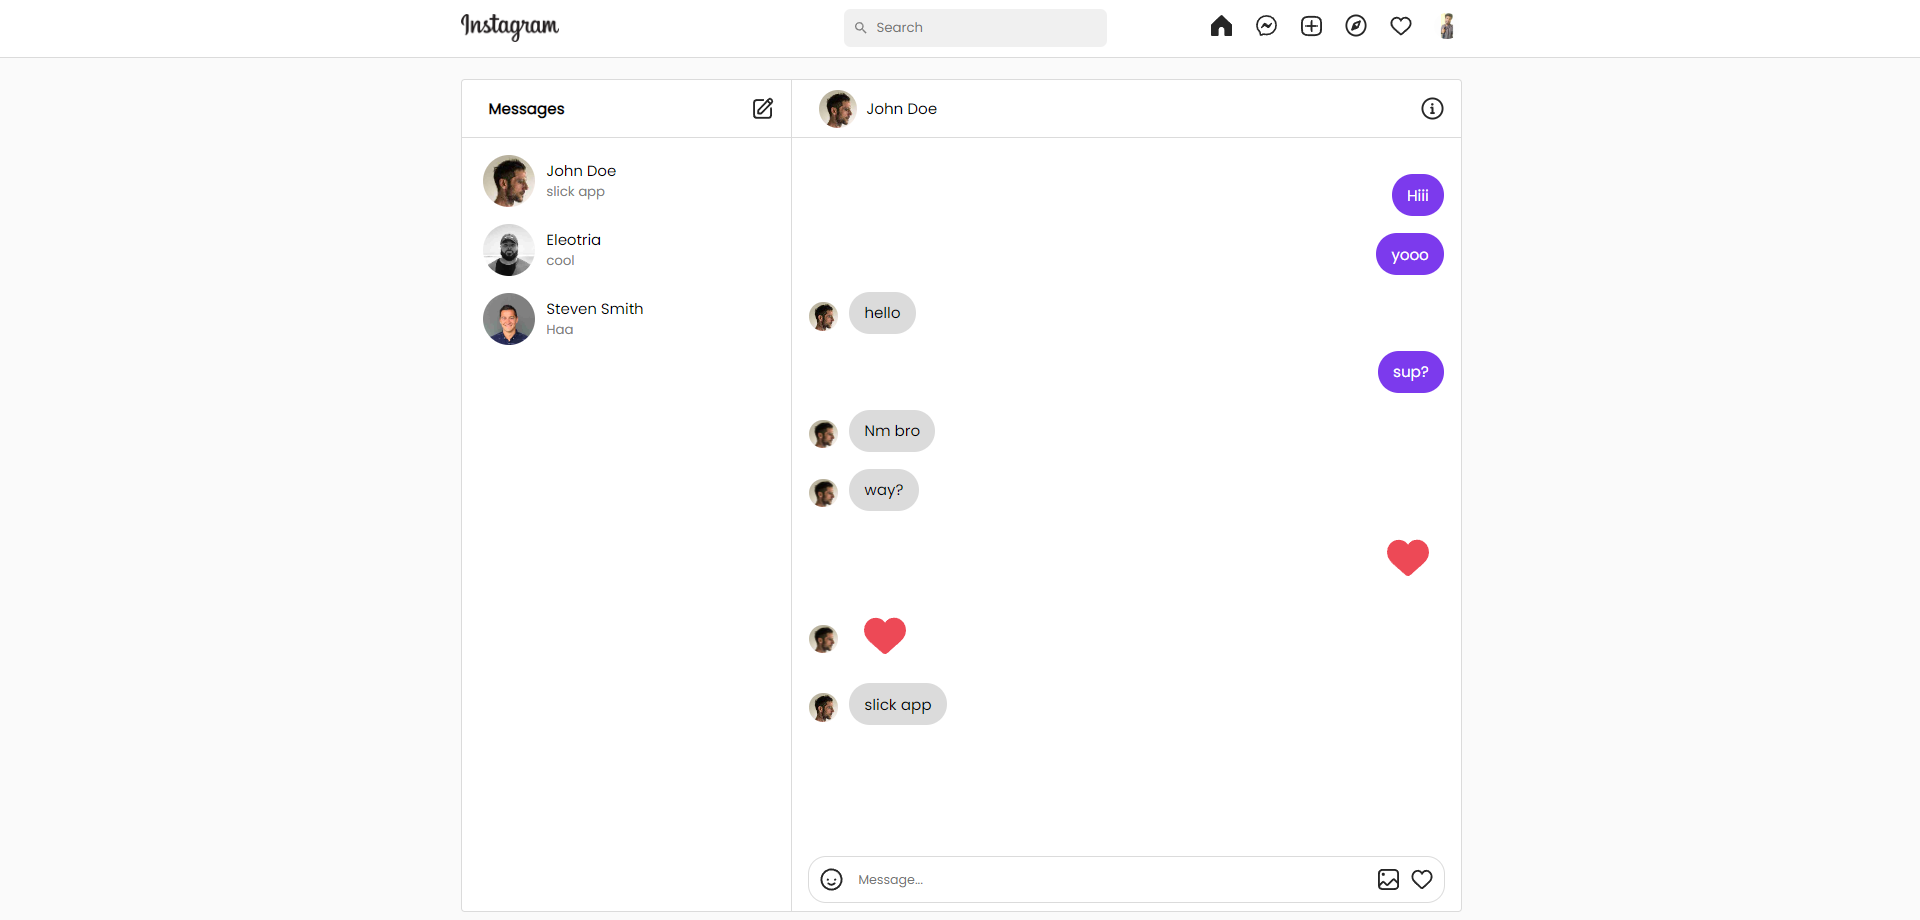 Instagram
Search
Messages
John Doe
slick app
Eleotria
cool
Steven Smith
Haa
John Doe
Hiii
yooo
hello
sup?
Nm bro
way?
slick app
Message...